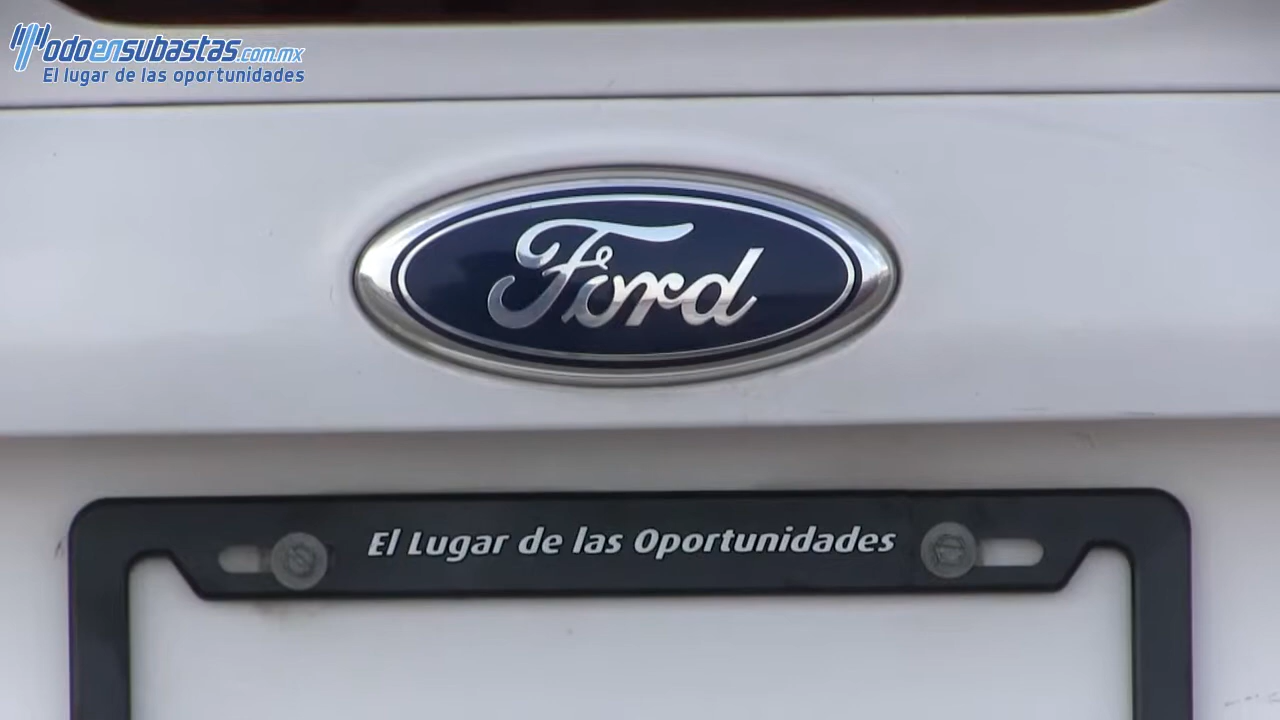 Todoensubastas.com.mx
El lugar de las oportunidades
Ford
El Lugar de las Oportunidades